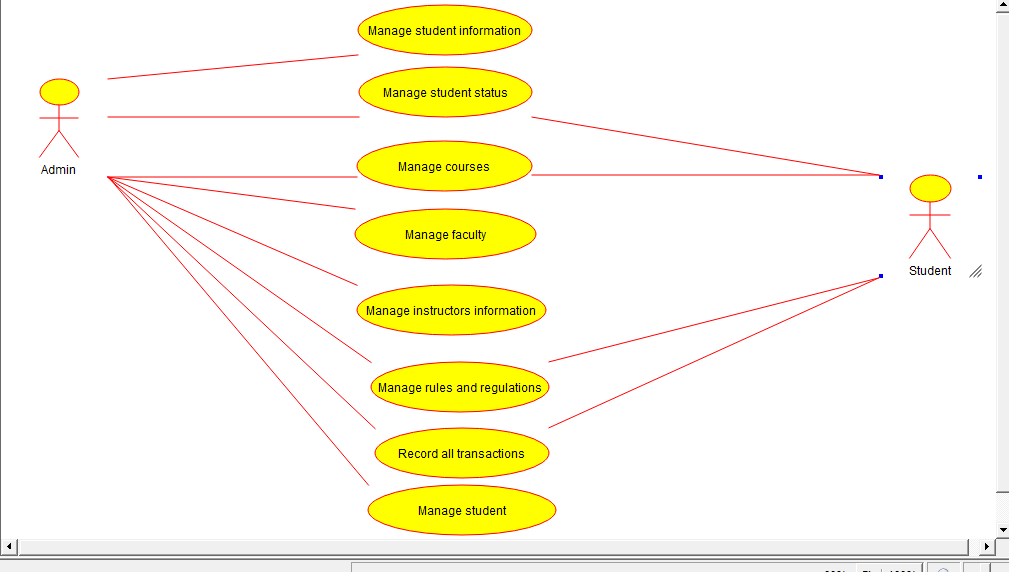 Manage student information
Manage student status
Admin
Manage courses
Manage faculty
Student
Manage instructors information
Manage rules and regulations
Record all transactions
Manage student